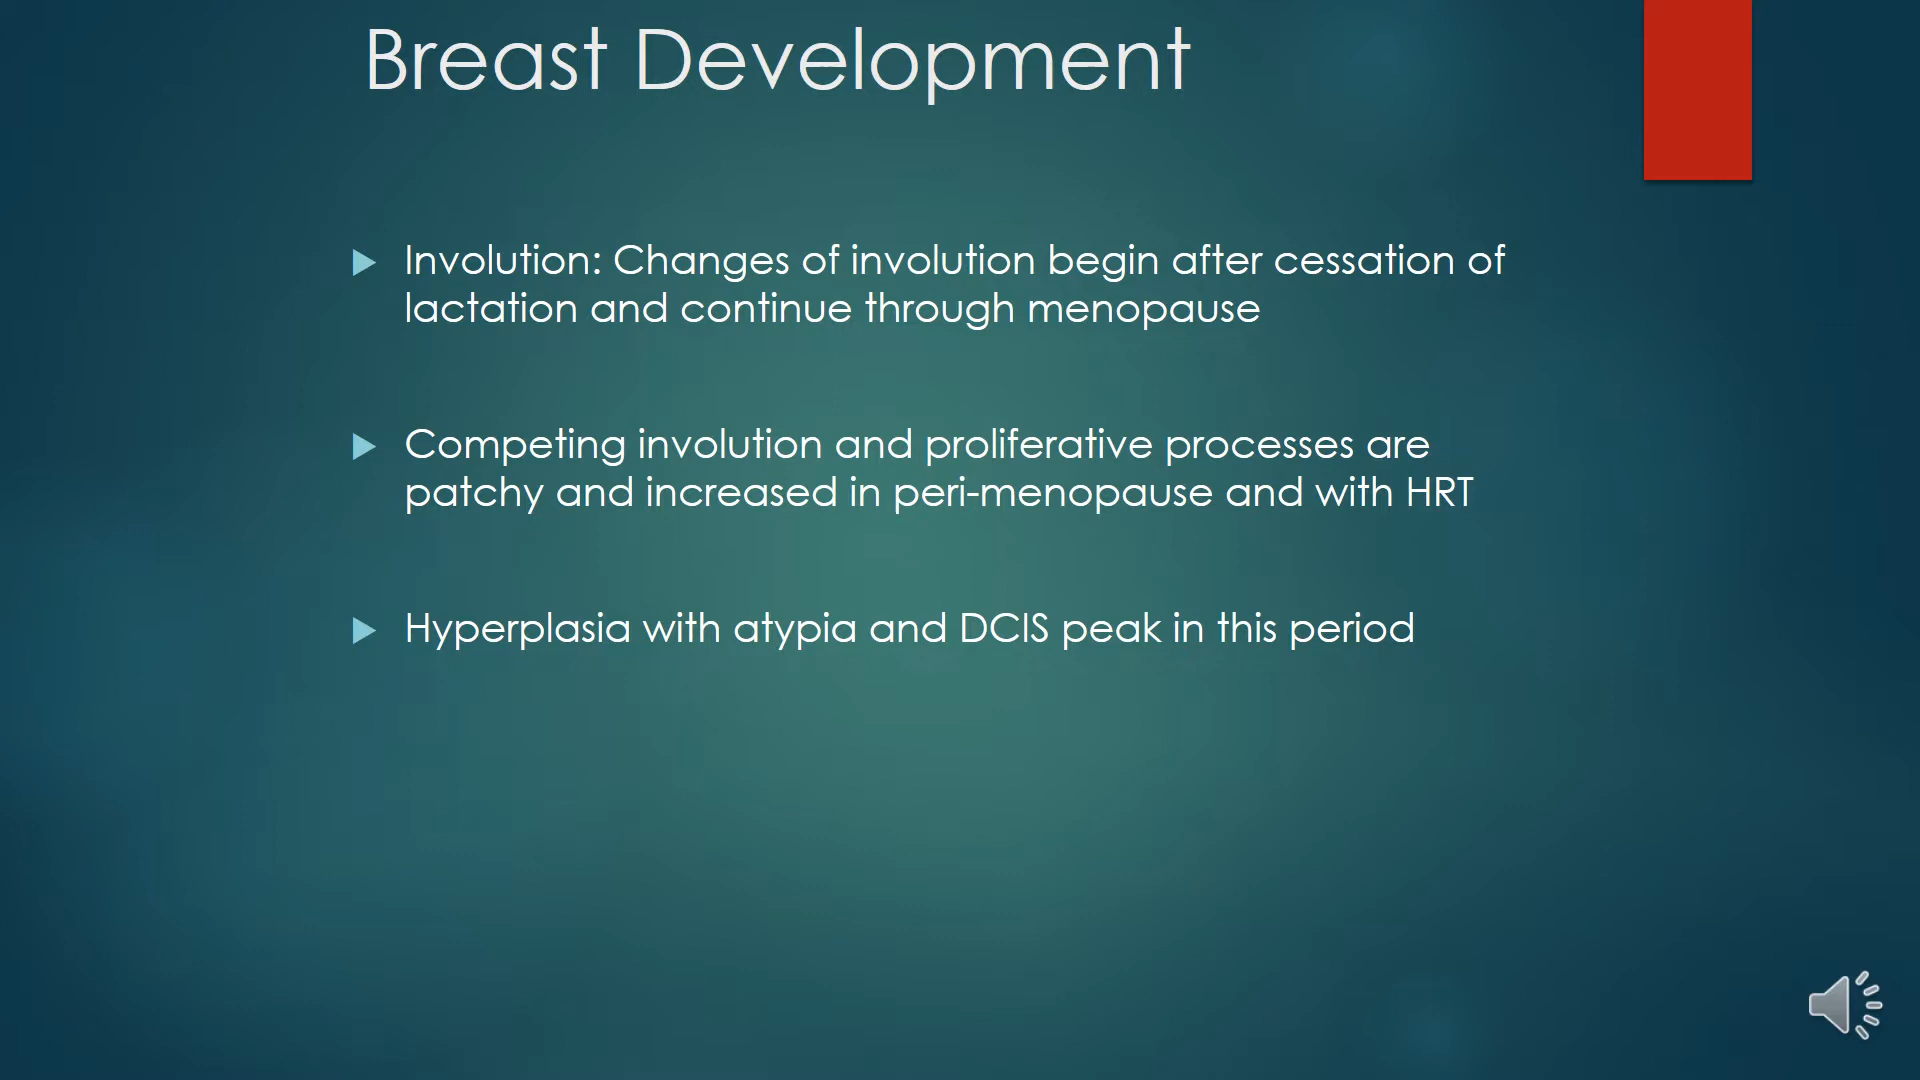 Breast Development
Involution: Changes of involution begin after cessation of
lactation and continue through menopause
Competing involution and proliferative processes are
patchy and increased in peri-menopause and with HRT
Hyperplasia with atypia and DCIS peak in this period